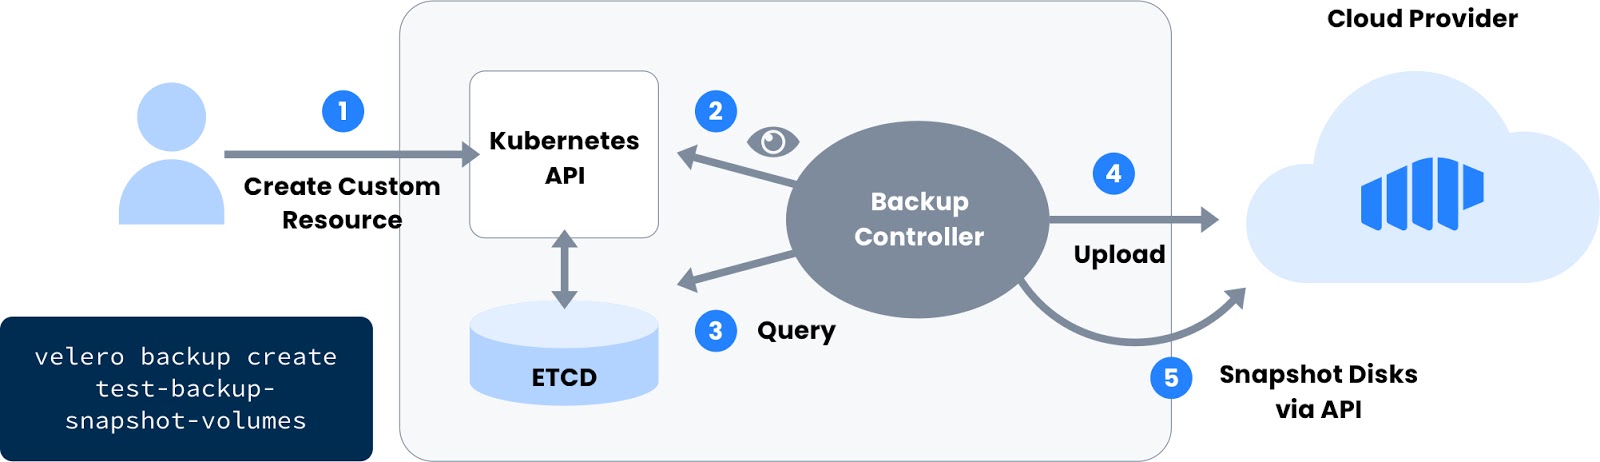 Cloud Provider
1
Create Custom
Resource
Kubernetes
API
2
Backup
Controller
4
Upload
ETCD
3
Query
5
Snapshot Disks
via API
velero backup create
test-backup-
snapshot-volumes